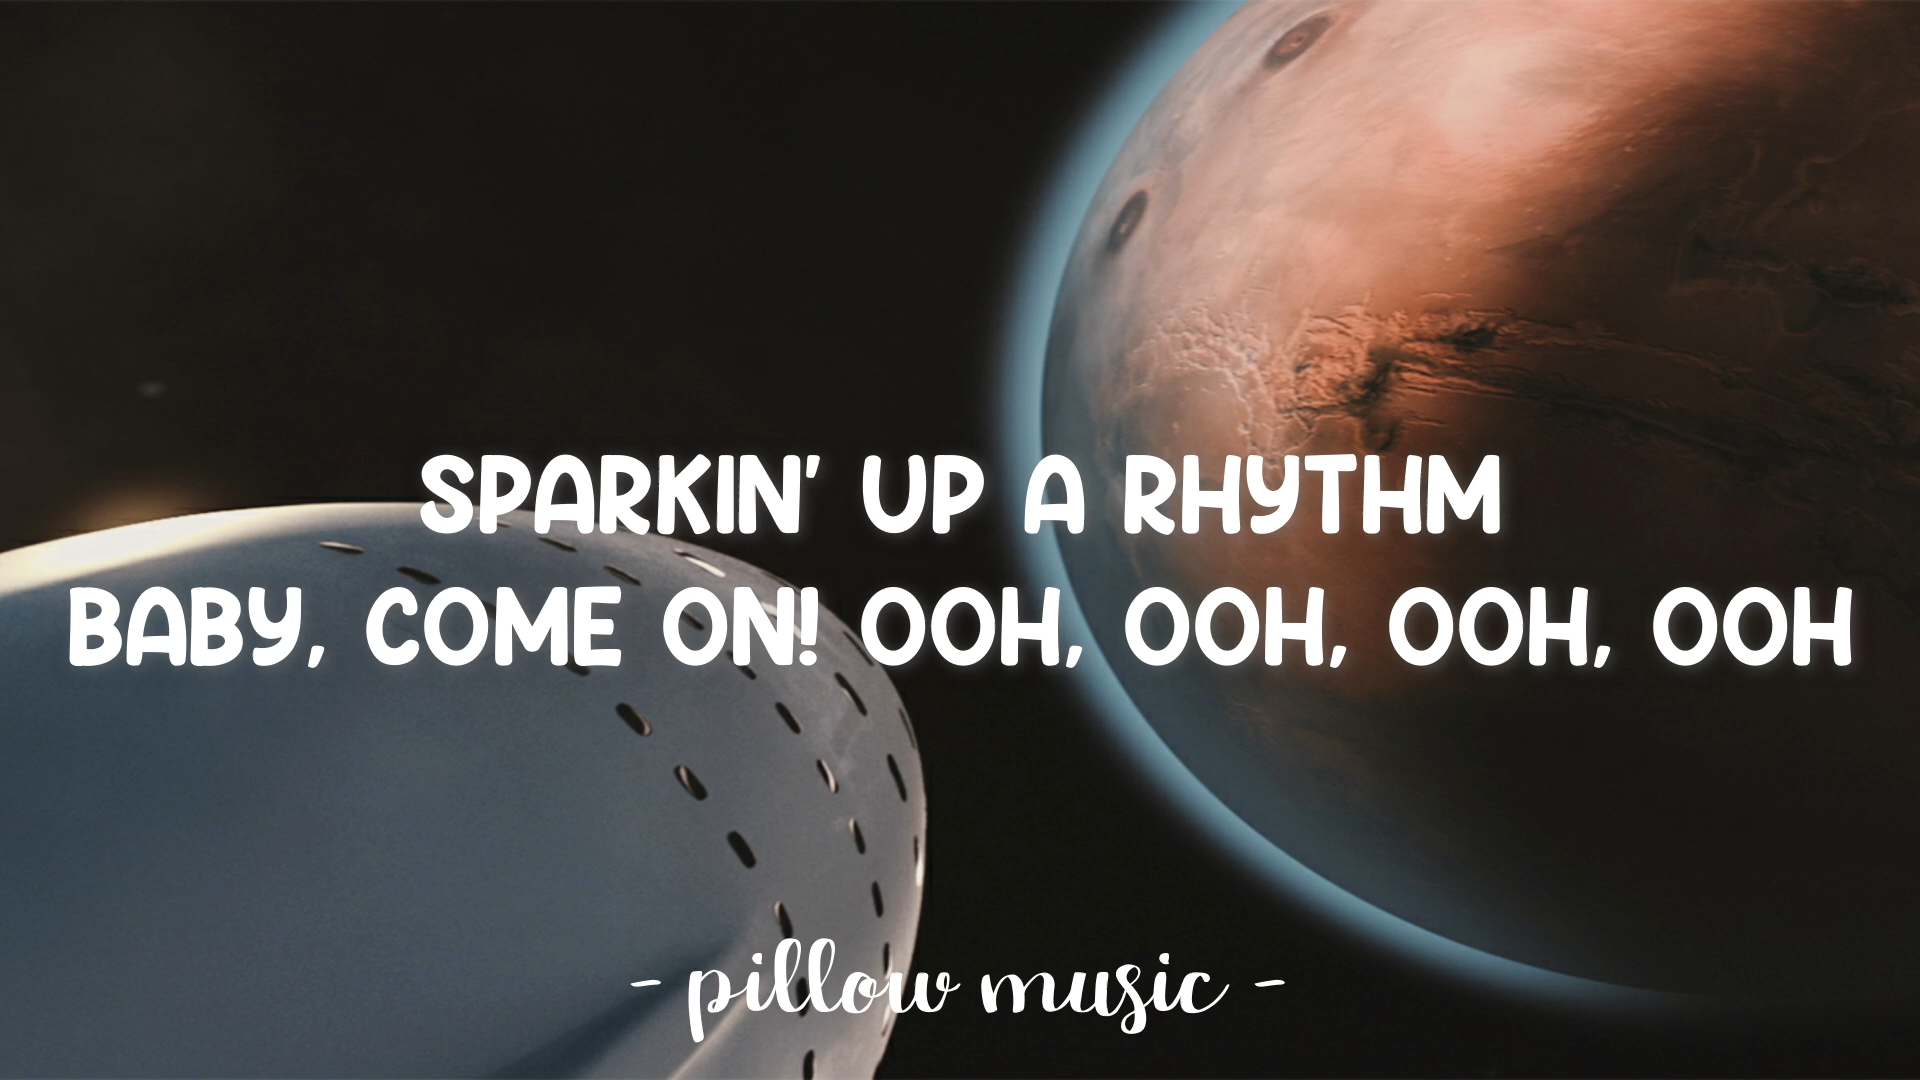 SPARKIN' UP A RHYTHM
BABY, COME ON! OOH, OOH, OOH, OOH
- pillow music -